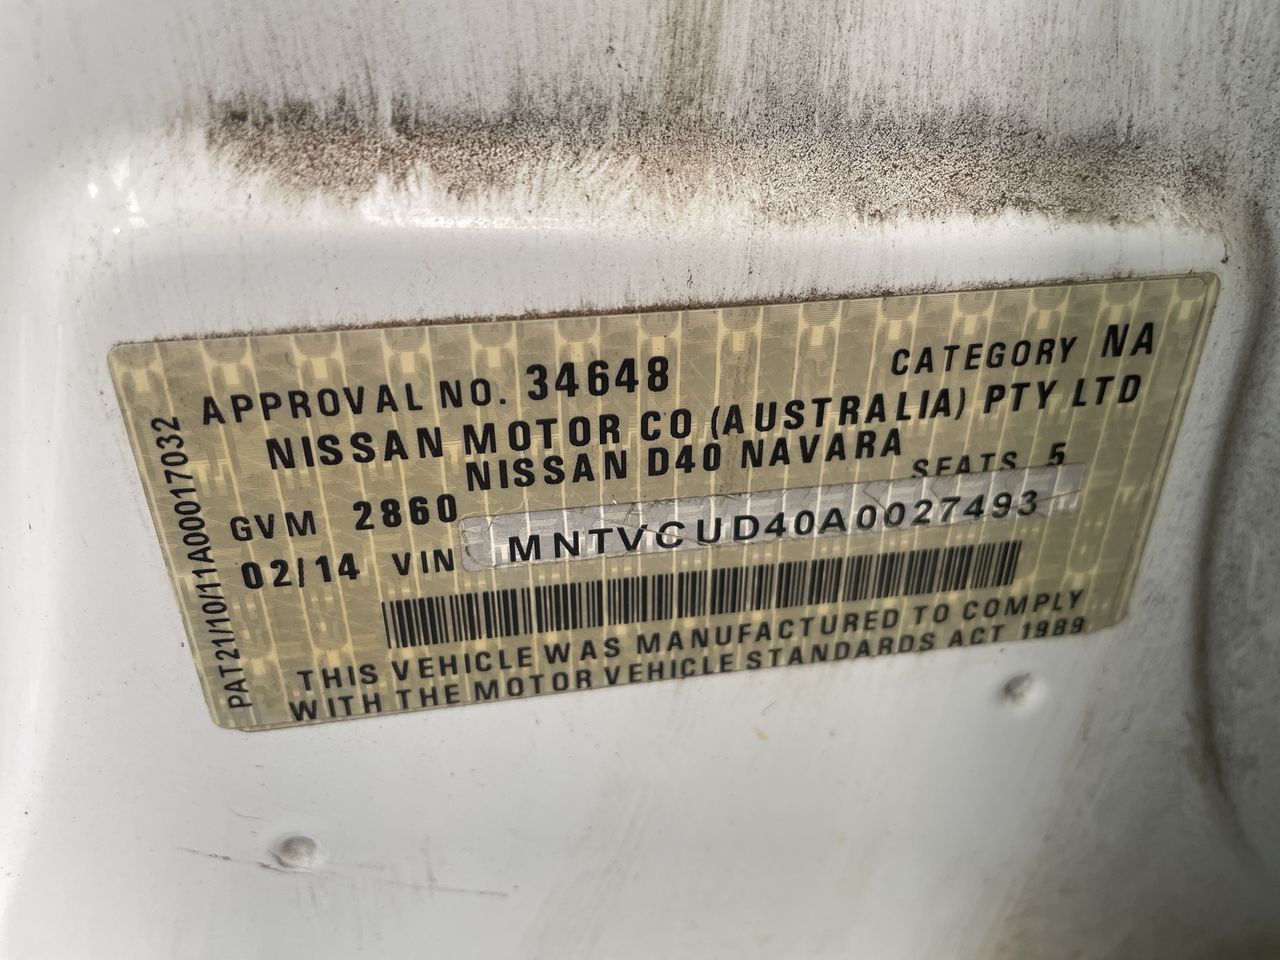 APPROVAL NO. 34648 CATEGORY NA
NISSAN MOTOR CO (AUSTRALIA) PTY LTD
NISSAN D40 NAVARA
GVM 2860 SEATS 5
02/14 VIN MNTVCUD40A0027493
THIS VEHICLE WAS MANUFACTURED TO COMPLY
WITH THE MOTOR VEHICLE STANDARDS ACT 1989
PAT21/10/11A00017032